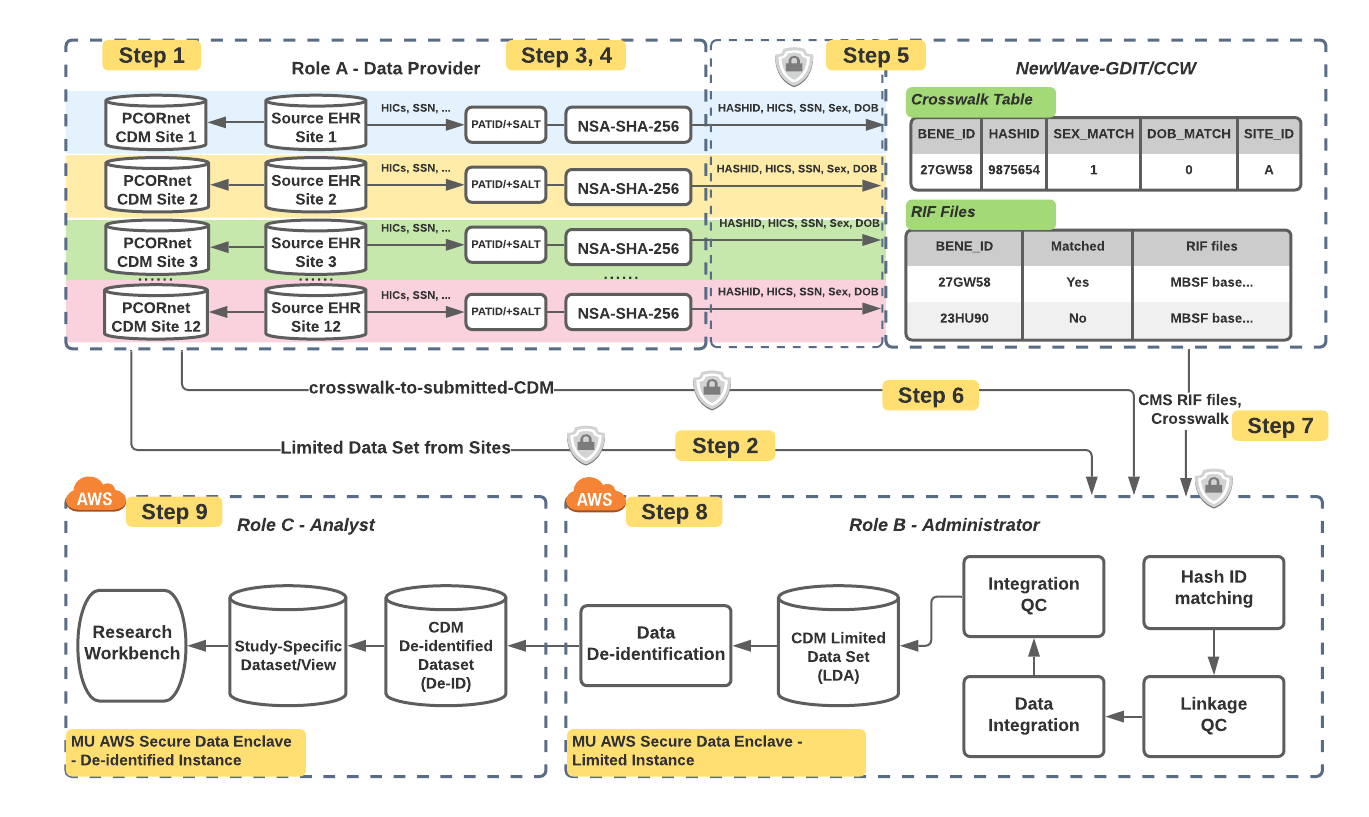 Step 1
Step 3, 4
Step 5
Role A - Data Provider
NewWave-GDIT/CCW
PCORnet
CDM Site 1
Source EHR
Site 1
HICs, SSN, ...
PATID/+SALT
NSA-SHA-256
HASHID, HICS, SSN, Sex, DOB
PCORnet
CDM Site 2
Source EHR
Site 2
HICs, SSN, ...
PATID/+SALT
NSA-SHA-256
HASHID, HICS, SSN, Sex, DOB
PCORnet
CDM Site 3
Source EHR
Site 3
HICs, SSN, ...
PATID/+SALT
NSA-SHA-256
HASHID, HICS, SSN, Sex, DOB
......
......
......
PCORnet
CDM Site 12
Source EHR
Site 12
HICs, SSN, ...
PATID/+SALT
NSA-SHA-256
HASHID, HICS, SSN, Sex, DOB
Crosswalk Table
BENE_ID HASHID SEX_MATCH DOB_MATCH SITE_ID
27GW58 9875654 1 0 A
RIF Files
BENE_ID Matched RIF files
27GW58 Yes MBSF base...
23HU90 No MBSF base...
crosswalk-to-submitted-CDM
Step 6
CMS RIF files,
Crosswalk
Step 7
Limited Data Set from Sites
Step 2
AWS
Step 9
Role C - Analyst
AWS
Step 8
Role B - Administrator
Research
Workbench
Study-Specific
Dataset/View
CDM
De-identified
Dataset
(De-ID)
Data
De-identification
CDM Limited
Data Set
(LDA)
Integration
QC
Hash ID
matching
Data
Integration
Linkage
QC
MU AWS Secure Data Enclave
- De-identified Instance
MU AWS Secure Data Enclave -
Limited Instance